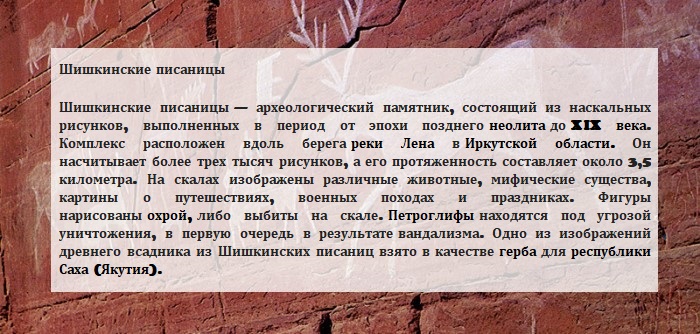 Шишкинские писаницы
Шишкинские писаницы — археологический памятник, состоящий из наскальных
рисунков, выполненных в период от эпохи позднего неолита до XIX века.
Комплекс расположен вдоль берега реки Лена в Иркутской области. Он
насчитывает более трех тысяч рисунков, а его протяженность составляет около 3,5
километра. На скалах изображены различные животные, мифические существа,
картины о путешествиях, военных походах и праздниках. Фигуры
нарисованы охрой, либо выбиты на скале. Петроглифы находятся под угрозой
уничтожения, в первую очередь в результате вандализма. Одно из изображений
древнего всадника из Шишкинских писаниц взято в качестве герба для республики
Саха (Якутия).